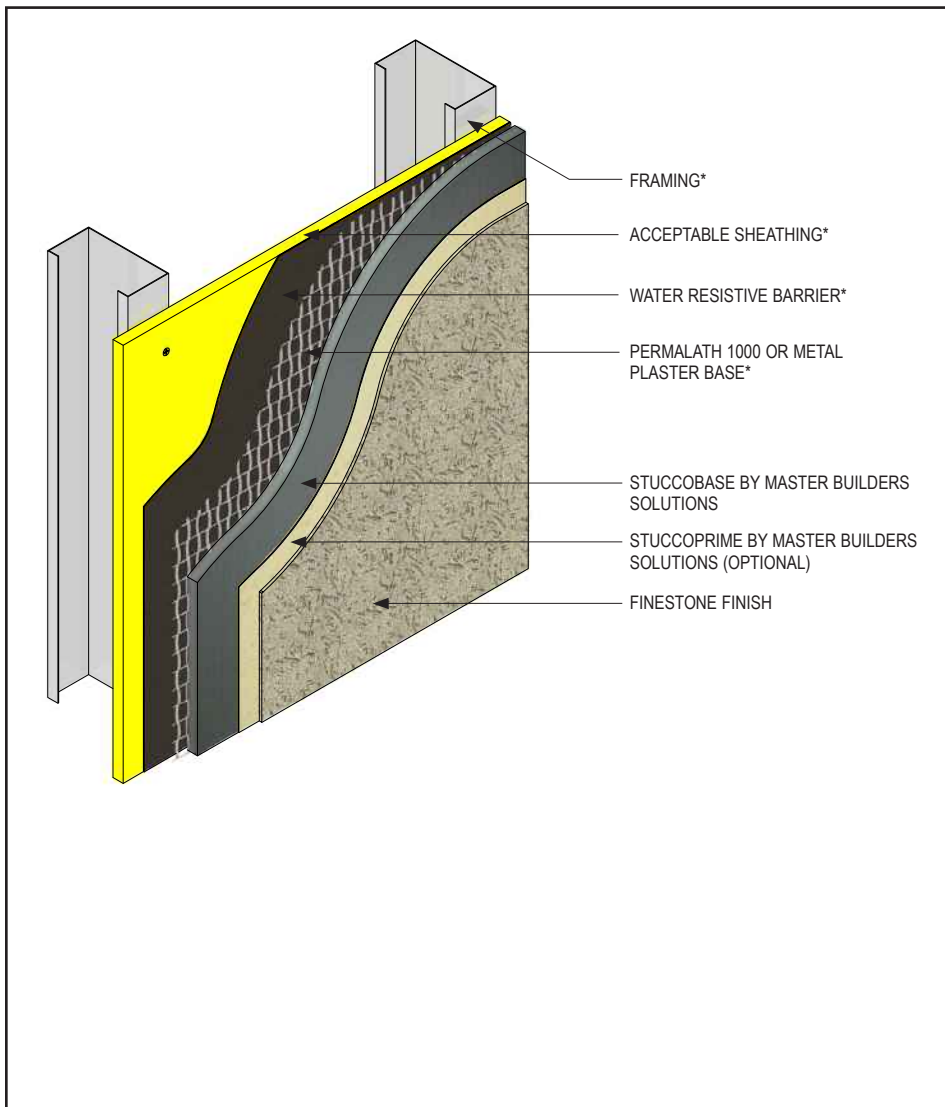 FRAMING*
ACCEPTABLE SHEATHING*
WATER RESISTIVE BARRIER*
PERMALATH 1000 OR METAL
PLASTER BASE*
STUCCOBASE BY MASTER BUILDERS
SOLUTIONS
STUCCOPRIME BY MASTER BUILDERS
SOLUTIONS (OPTIONAL)
FINESTONE FINISH